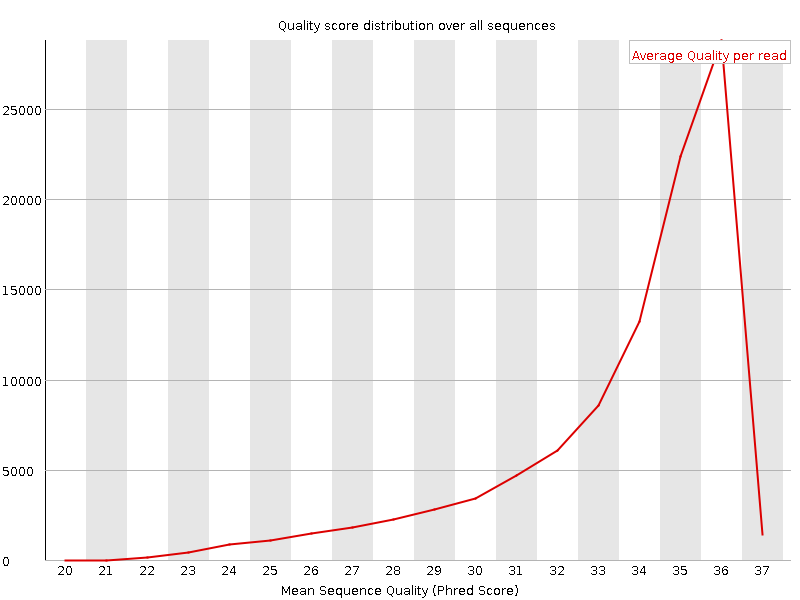 Quality score distribution over all sequences
Average Quality per read
25000
20000
15000
10000
5000
0
20 21 22 23 24 25 26 27 28 29 30 31 32 33 34 35 36 37
Mean Sequence Quality (Phred Score)